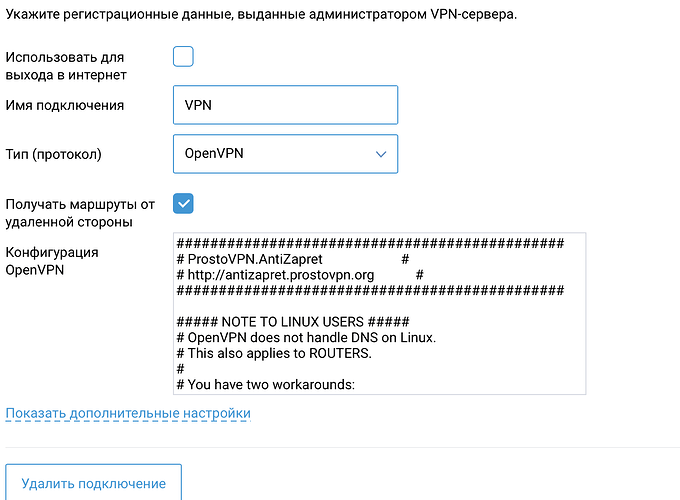 Укажите регистрационные данные, выданные администратором VPN-сервера.
Использовать для
выхода в интернет
Имя подключения
VPN
Тип (протокол)
OpenVPN
Получать маршруты от
удаленной стороны
Конфигурация
OpenVPN
##############################################
# ProstoVPN.AntiZapret #
# http://antizapret.prostovpn.org #
##############################################
##### NOTE TO LINUX USERS #####
# OpenVPN does not handle DNS on Linux.
# This also applies to ROUTERS.
#
# You have two workarounds:
Показать дополнительные настройки
Удалить подключение